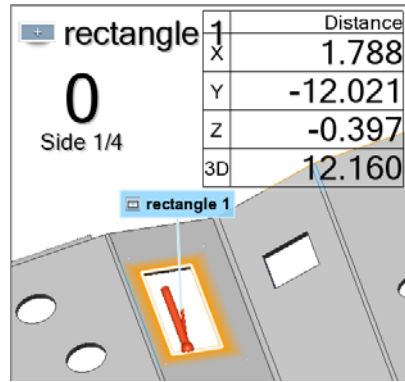 rectangle 1
Distance
X 1.788
0
Y -12.021
Side 1/4
Z -0.397
3D 12.160
rectangle 1